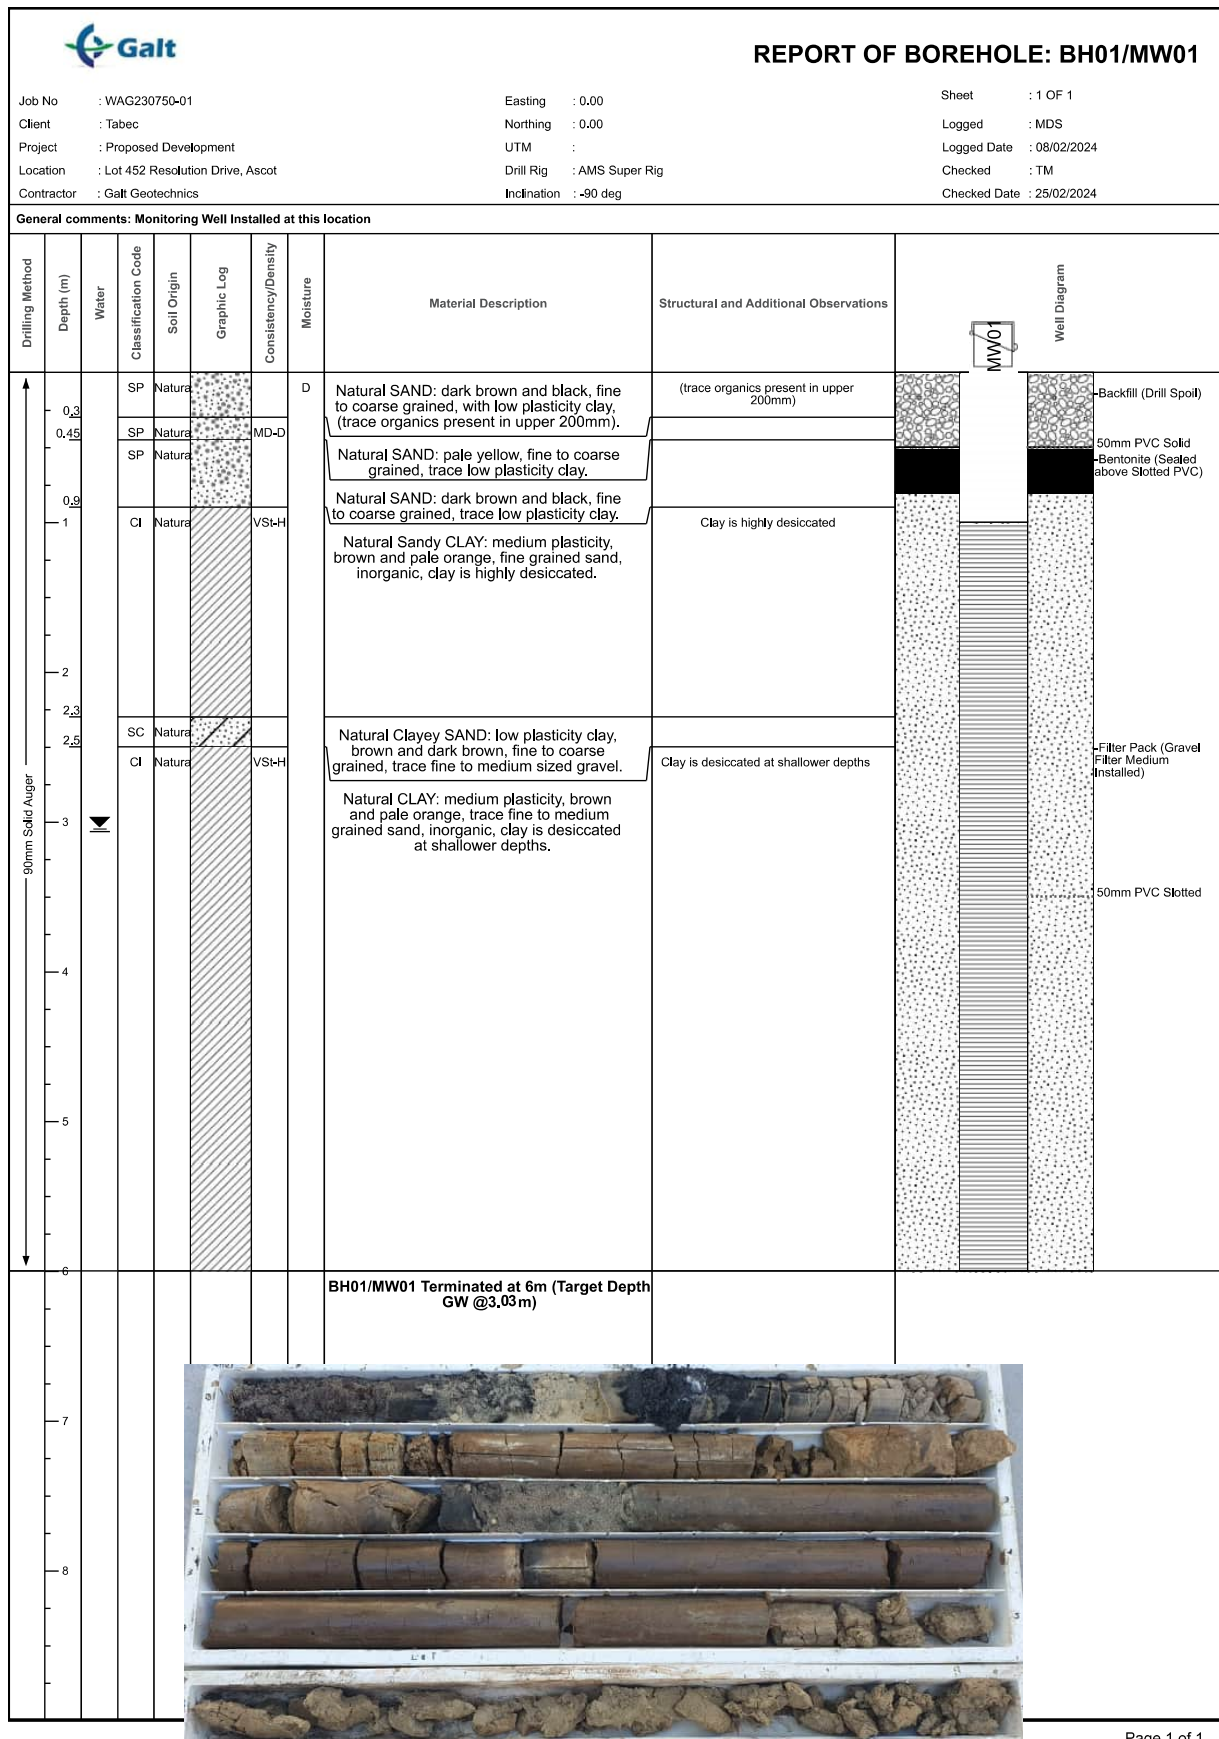 Galt
REPORT OF BOREHOLE: BH01/MW01
Job No : WAG230750-01
Client : Tabec
Project : Proposed Development
Location : Lot 452 Resolution Drive, Ascot
Contractor : Galt Geotechnics
Easting : 0.00
Northing : 0.00
UTM :
Drill Rig : AMS Super Rig
Inclination : -90 deg
Sheet : 1 OF 1
Logged : MDS
Logged Date : 08/02/2024
Checked : TM
Checked Date : 25/02/2024
General comments: Monitoring Well Installed at this location
Drilling Method
Depth (m)
Water
Classification Code
Soil Origin
Graphic Log
Consistency/Density
Moisture
Material Description
Structural and Additional Observations
MW01
Well Diagram
90mm Solid Auger
SP Natura D
Natural SAND: dark brown and black, fine
to coarse grained, with low plasticity clay,
(trace organics present in upper 200mm).
(trace organics present in upper
200mm)
Backfill (Drill Spoil)
0.3
0.45 SP Natura MD-D
Natural SAND: pale yellow, fine to coarse
grained, trace low plasticity clay.
SP Natura
50mm PVC Solid
Bentonite (Sealed
above Slotted PVC)
Natural SAND: dark brown and black, fine
to coarse grained, trace low plasticity clay.
0.9
1 CI Natura VSt-H
Clay is highly desiccated
Natural Sandy CLAY: medium plasticity,
brown and pale orange, fine grained sand,
inorganic, clay is highly desiccated.
2
2.3
SC Natura
Natural Clayey SAND: low plasticity clay,
brown and dark brown, fine to coarse
grained, trace fine to medium sized gravel.
2.5
CI Natura VSt-H
Clay is desiccated at shallower depths
Filter Pack (Gravel
Filter Medium
Installed)
Natural CLAY: medium plasticity, brown
and pale orange, trace fine to medium
grained sand, inorganic, clay is desiccated
at shallower depths.
3
50mm PVC Slotted
4
5
6
BH01/MW01 Terminated at 6m (Target Depth
GW @3.03m)
7
8
Page 1 of 1